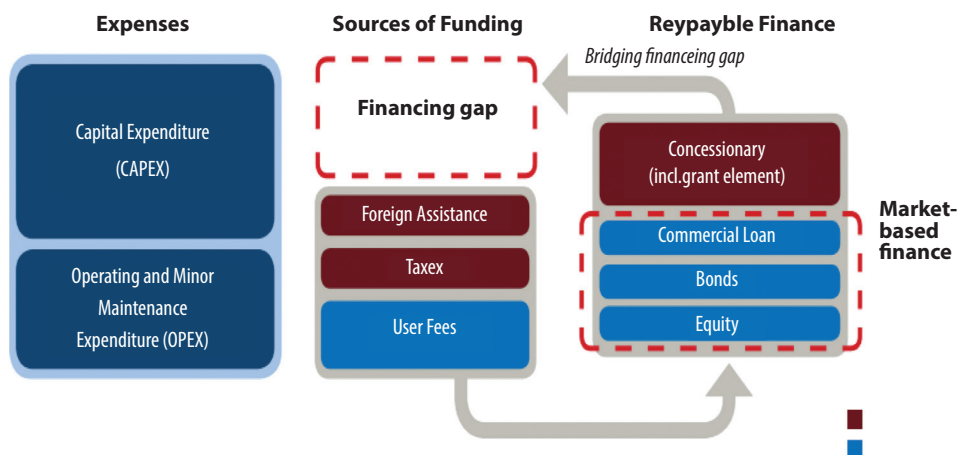 Expenses
Capital Expenditure
(CAPEX)
Operating and Minor
Maintenance
Expenditure (OPEX)
Sources of Funding
Financing gap
Foreign Assistance
Taxex
User Fees
Reypayble Finance
Bridging financeing gap
Concessionary
(incl.grant element)
Commercial Loan
Bonds
Equity
Market-
based
finance